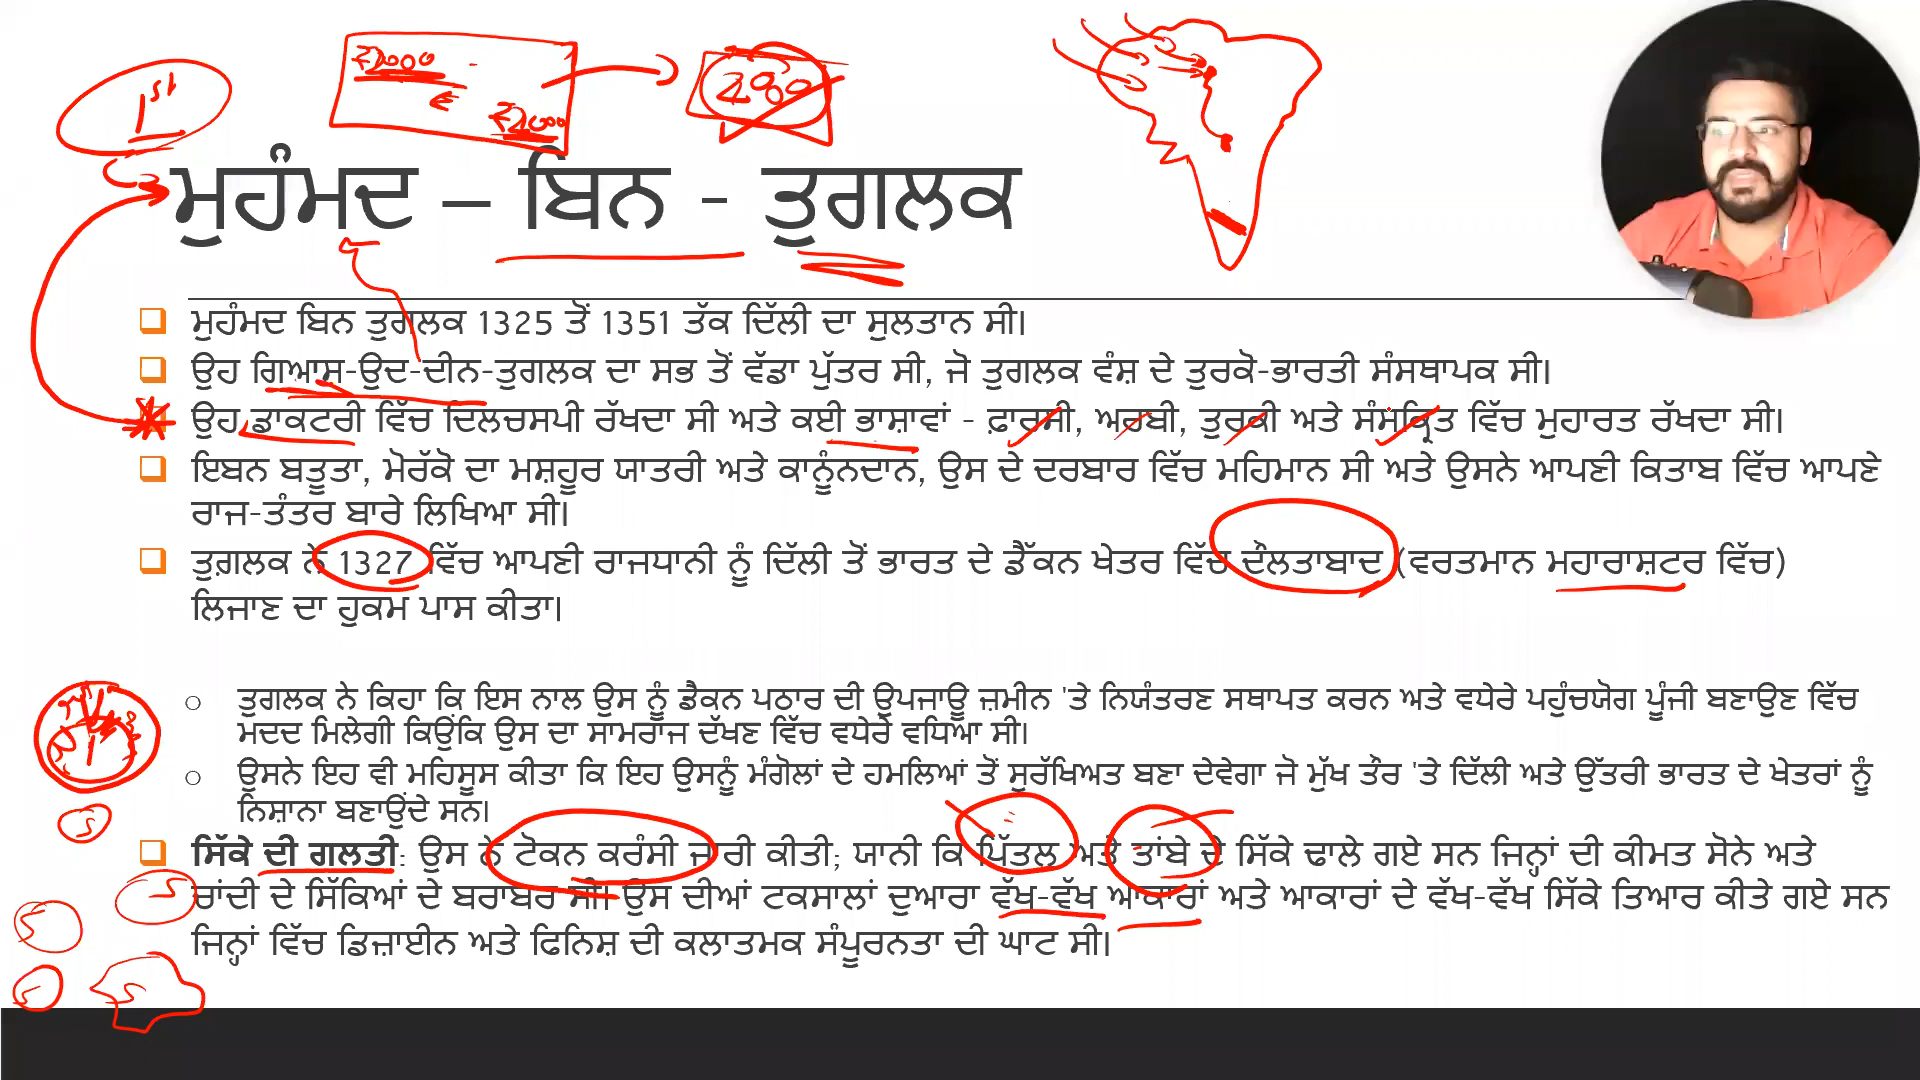 ₹2000
₹2000
200
1st
ਮੁਹੰਮਦ – ਬਿਨ - ਤੁਗਲਕ
ਮੁਹੰਮਦ ਬਿਨ ਤੁਗਲਕ 1325 ਤੋਂ 1351 ਤੱਕ ਦਿੱਲੀ ਦਾ ਸੁਲਤਾਨ ਸੀ।
ਉਹ ਗਿਆਸ-ਉਦ-ਦੀਨ-ਤੁਗਲਕ ਦਾ ਸਭ ਤੋਂ ਵੱਡਾ ਪੁੱਤਰ ਸੀ, ਜੋ ਤੁਗਲਕ ਵੰਸ਼ ਦੇ ਤੁਰਕੋ-ਭਾਰਤੀ ਸੰਸਥਾਪਕ ਸੀ।
ਉਹ ਡਾਕਟਰੀ ਵਿੱਚ ਦਿਲਚਸਪੀ ਰੱਖਦਾ ਸੀ ਅਤੇ ਕਈ ਭਾਸ਼ਾਵਾਂ - ਫ਼ਾਰਸੀ, ਅਰਬੀ, ਤੁਰਕੀ ਅਤੇ ਸੰਸਕ੍ਰਿਤ ਵਿੱਚ ਮੁਹਾਰਤ ਰੱਖਦਾ ਸੀ।
ਇਬਨ ਬਤੂਤਾ, ਮੋਰੱਕੋ ਦਾ ਮਸ਼ਹੂਰ ਯਾਤਰੀ ਅਤੇ ਕਾਨੂੰਨਦਾਨ, ਉਸ ਦੇ ਦਰਬਾਰ ਵਿੱਚ ਮਹਿਮਾਨ ਸੀ ਅਤੇ ਉਸਨੇ ਆਪਣੀ ਕਿਤਾਬ ਵਿੱਚ ਆਪਣੇ
ਰਾਜ-ਤੰਤਰ ਬਾਰੇ ਲਿਖਿਆ ਸੀ।
ਤੁਗ਼ਲਕ ਨੇ 1327 ਵਿੱਚ ਆਪਣੀ ਰਾਜਧਾਨੀ ਨੂੰ ਦਿੱਲੀ ਤੋਂ ਭਾਰਤ ਦੇ ਡੈੱਕਨ ਖੇਤਰ ਵਿੱਚ ਦੌਲਤਾਬਾਦ (ਵਰਤਮਾਨ ਮਹਾਰਾਸ਼ਟਰ ਵਿੱਚ)
ਲਿਜਾਣ ਦਾ ਹੁਕਮ ਪਾਸ ਕੀਤਾ।
ਤੁਗਲਕ ਨੇ ਕਿਹਾ ਕਿ ਇਸ ਨਾਲ ਉਸ ਨੂੰ ਡੈਕਨ ਪਠਾਰ ਦੀ ਉਪਜਾਊ ਜ਼ਮੀਨ 'ਤੇ ਨਿਯੰਤਰਣ ਸਥਾਪਤ ਕਰਨ ਅਤੇ ਵਧੇਰੇ ਪਹੁੰਚਯੋਗ ਪੂੰਜੀ ਬਣਾਉਣ ਵਿੱਚ
ਮਦਦ ਮਿਲੇਗੀ ਕਿਉਂਕਿ ਉਸ ਦਾ ਸਾਮਰਾਜ ਦੱਖਣ ਵਿੱਚ ਵਧੇਰੇ ਵਧਿਆ ਸੀ।
ਉਸਨੇ ਇਹ ਵੀ ਮਹਿਸੂਸ ਕੀਤਾ ਕਿ ਇਹ ਉਸਨੂੰ ਮੰਗੋਲਾਂ ਦੇ ਹਮਲਿਆਂ ਤੋਂ ਸੁਰੱਖਿਅਤ ਬਣਾ ਦੇਵੇਗਾ ਜੋ ਮੁੱਖ ਤੌਰ 'ਤੇ ਦਿੱਲੀ ਅਤੇ ਉੱਤਰੀ ਭਾਰਤ ਦੇ ਖੇਤਰਾਂ ਨੂੰ
ਨਿਸ਼ਾਨਾ ਬਣਾਉਂਦੇ ਸਨ।
ਸਿੱਕੇ ਦੀ ਗਲਤੀ: ਉਸ ਨੇ ਟੋਕਨ ਕਰੰਸੀ ਜਾਰੀ ਕੀਤੀ; ਯਾਨੀ ਕਿ ਪਿੱਤਲ ਅਤੇ ਤਾਂਬੇ ਦੇ ਸਿੱਕੇ ਢਾਲੇ ਗਏ ਸਨ ਜਿਨ੍ਹਾਂ ਦੀ ਕੀਮਤ ਸੋਨੇ ਅਤੇ
ਚਾਂਦੀ ਦੇ ਸਿੱਕਿਆਂ ਦੇ ਬਰਾਬਰ ਸੀ। ਉਸ ਦੀਆਂ ਟਕਸਾਲਾਂ ਦੁਆਰਾ ਵੱਖ-ਵੱਖ ਆਕਾਰਾਂ ਅਤੇ ਆਕਾਰਾਂ ਦੇ ਵੱਖ-ਵੱਖ ਸਿੱਕੇ ਤਿਆਰ ਕੀਤੇ ਗਏ ਸਨ
ਜਿਨ੍ਹਾਂ ਵਿੱਚ ਡਿਜ਼ਾਈਨ ਅਤੇ ਫਿਨਿਸ਼ ਦੀ ਕਲਾਤਮਕ ਸੰਪੂਰਨਤਾ ਦੀ ਘਾਟ ਸੀ।